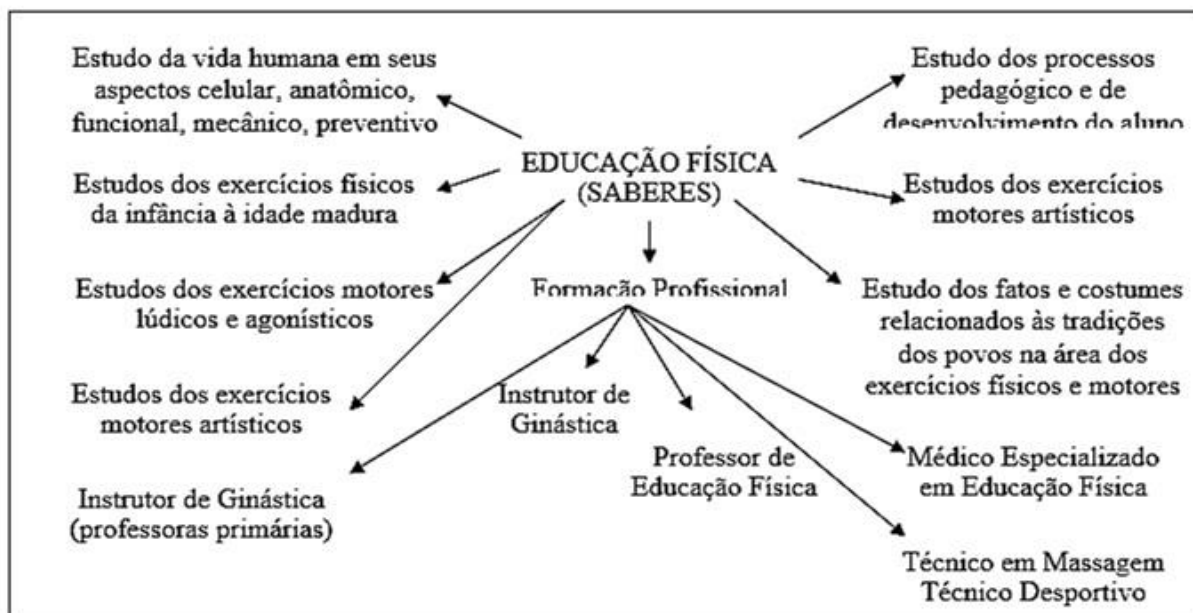 Estudo da vida humana em seus
aspectos celular, anatômico,
funcional, mecânico, preventivo
Estudo dos processos
pedagógico e de
desenvolvimento do aluno
EDUCAÇÃO FÍSICA
(SABERES)
Estudos dos exercícios físicos
da infância à idade madura
Estudos dos exercícios
motores artísticos
Estudos dos exercícios motores
lúdicos e agonísticos
Formação Profissional
Estudo dos fatos e costumes
relacionados às tradições
dos povos na área dos
exercícios físicos e motores
Estudos dos exercícios
motores artísticos
Instrutor de
Ginástica
Professor de
Educação Física
Médico Especializado
em Educação Física
Instrutor de Ginástica
(professoras primárias)
Técnico em Massagem
Técnico Desportivo